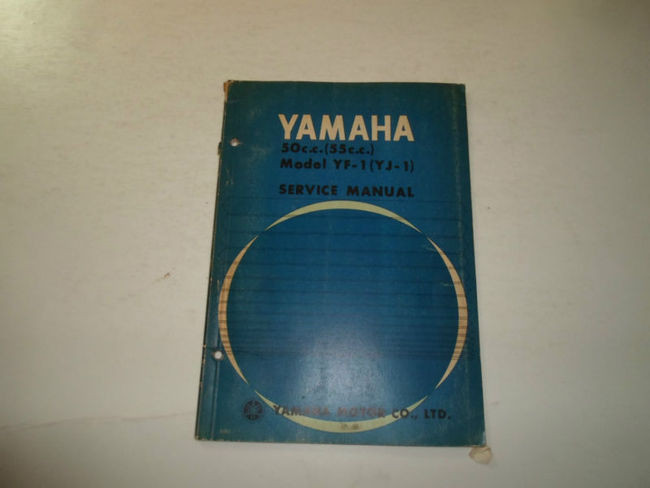 YAMAHA
50c.c.(55c.c.)
Model YF-1(YJ-1)
SERVICE MANUAL
YAMAHA MOTOR CO., LTD.